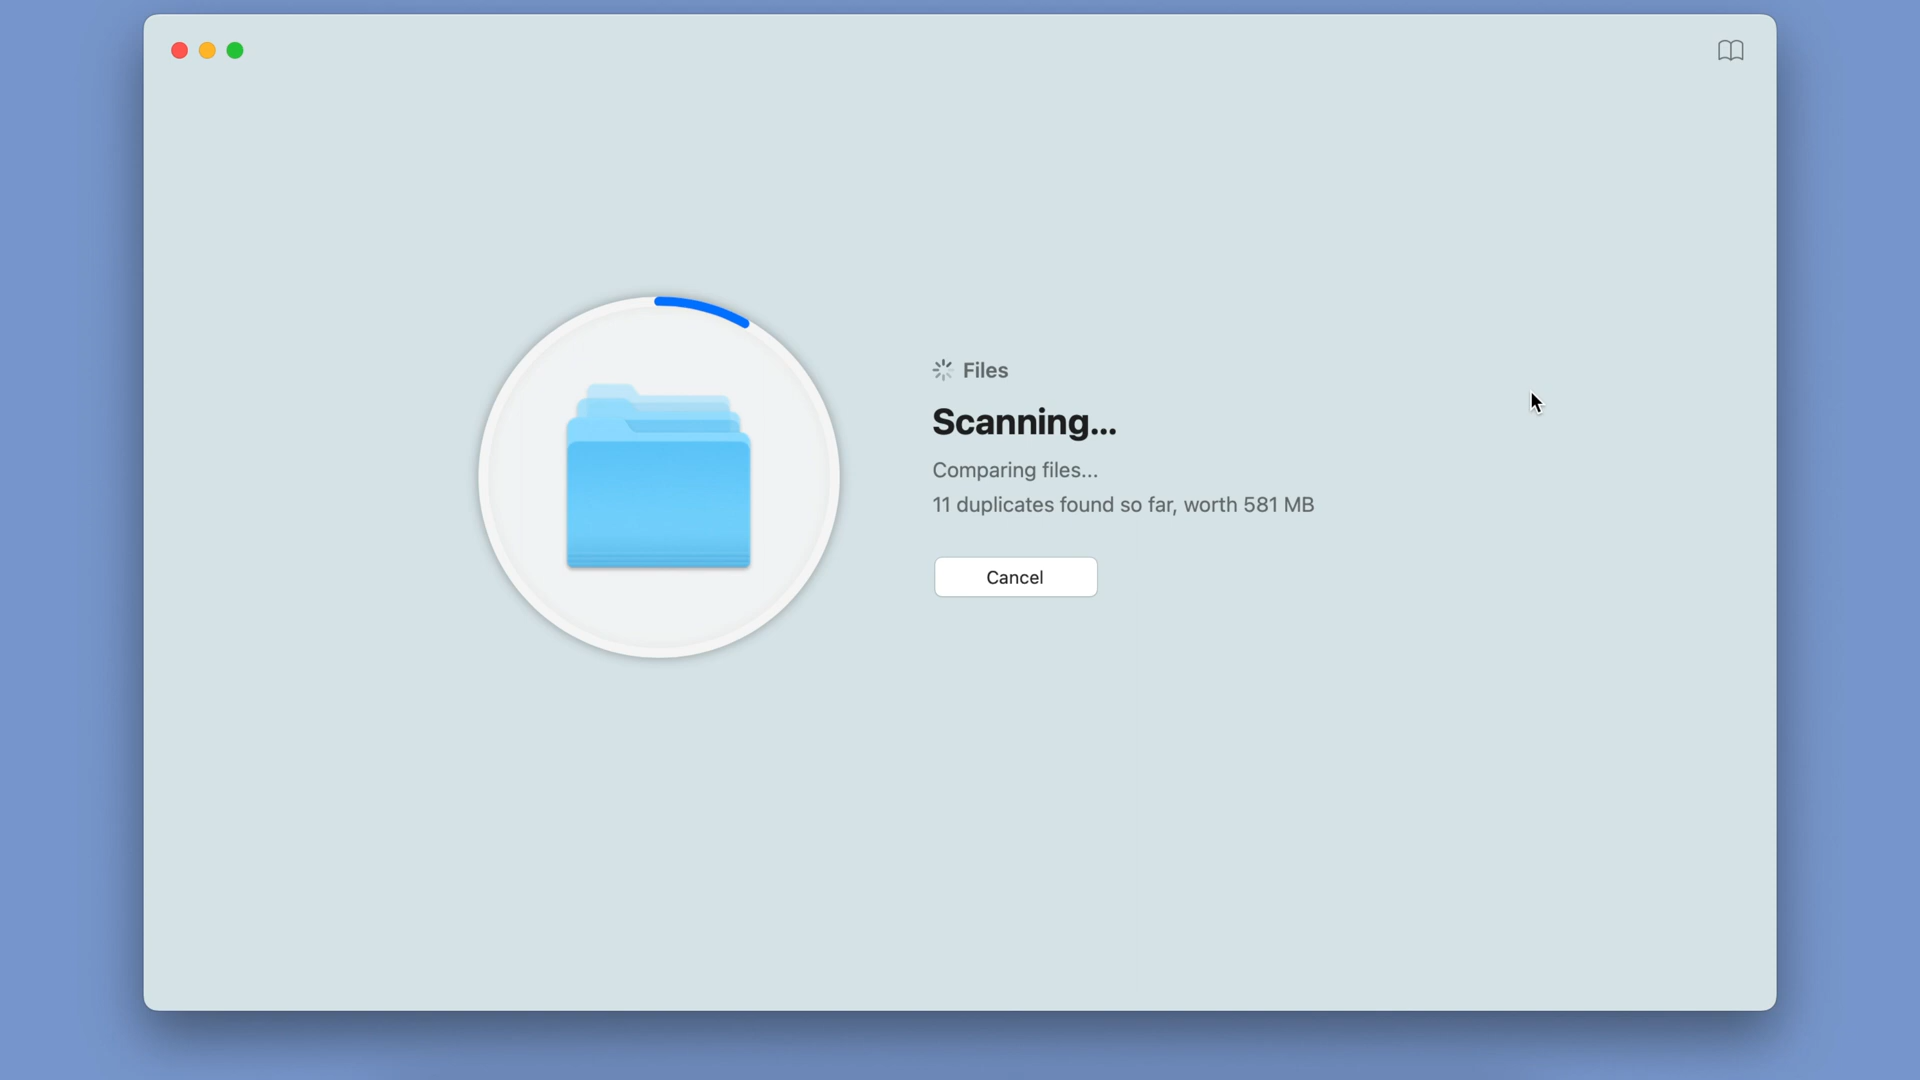 Files
Scanning...
Comparing files...
11 duplicates found so far, worth 581 MB
Cancel